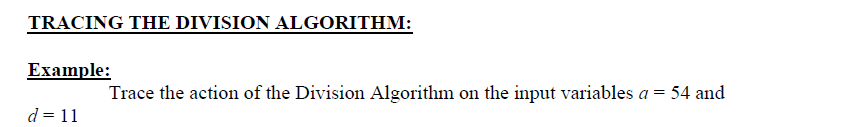 TRACING THE DIVISION ALGORITHM:
Example:
Trace the action of the Division Algorithm on the input variables a = 54 and
d = 11